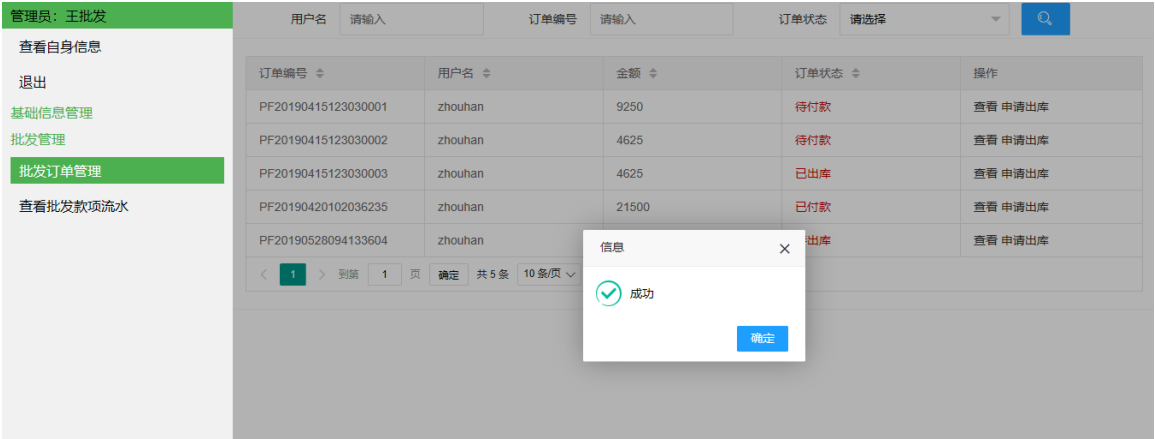 管理员：王批发
查看自身信息
退出
基础信息管理
批发管理
批发订单管理
查看批发款项流水
用户名 请输入 订单编号 请输入 订单状态 请选择
订单编号 用户名 金额 订单状态 操作
PF20190415123030001 zhouhan 9250 待付款 查看 申请出库
PF20190415123030002 zhouhan 4625 待付款 查看 申请出库
PF20190415123030003 zhouhan 4625 已出库 查看 申请出库
PF20190420102036235 zhouhan 21500 已付款 查看 申请出库
PF20190528094133604 zhouhan 出库 查看 申请出库
1 到第 1 页 确定 共 5 条 10 条/页
信息
成功
确定